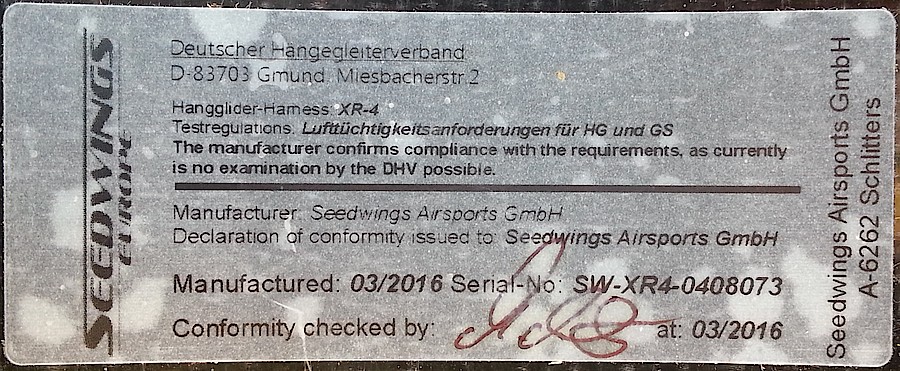 SEEDWINGS
EUROPE
Deutscher Hängegleiterverband
D-83703 Gmund, Miesbacherstr.2
Hangglider-Harness: XR-4
Testregulations: Lufttüchtigkeitsanforderungen für HG und GS
The manufacturer confirms compliance with the requirements, as currently
is no examination by the DHV possible.
Manufacturer: Seedwings Airsports GmbH
Declaration of conformity issued to: Seedwings Airsports GmbH
Manufactured: 03/2016 Serial-No: SW-XR4-0408073
Conformity checked by: at: 03/2016
Seedwings Airsports GmbH
A-6262 Schlitters